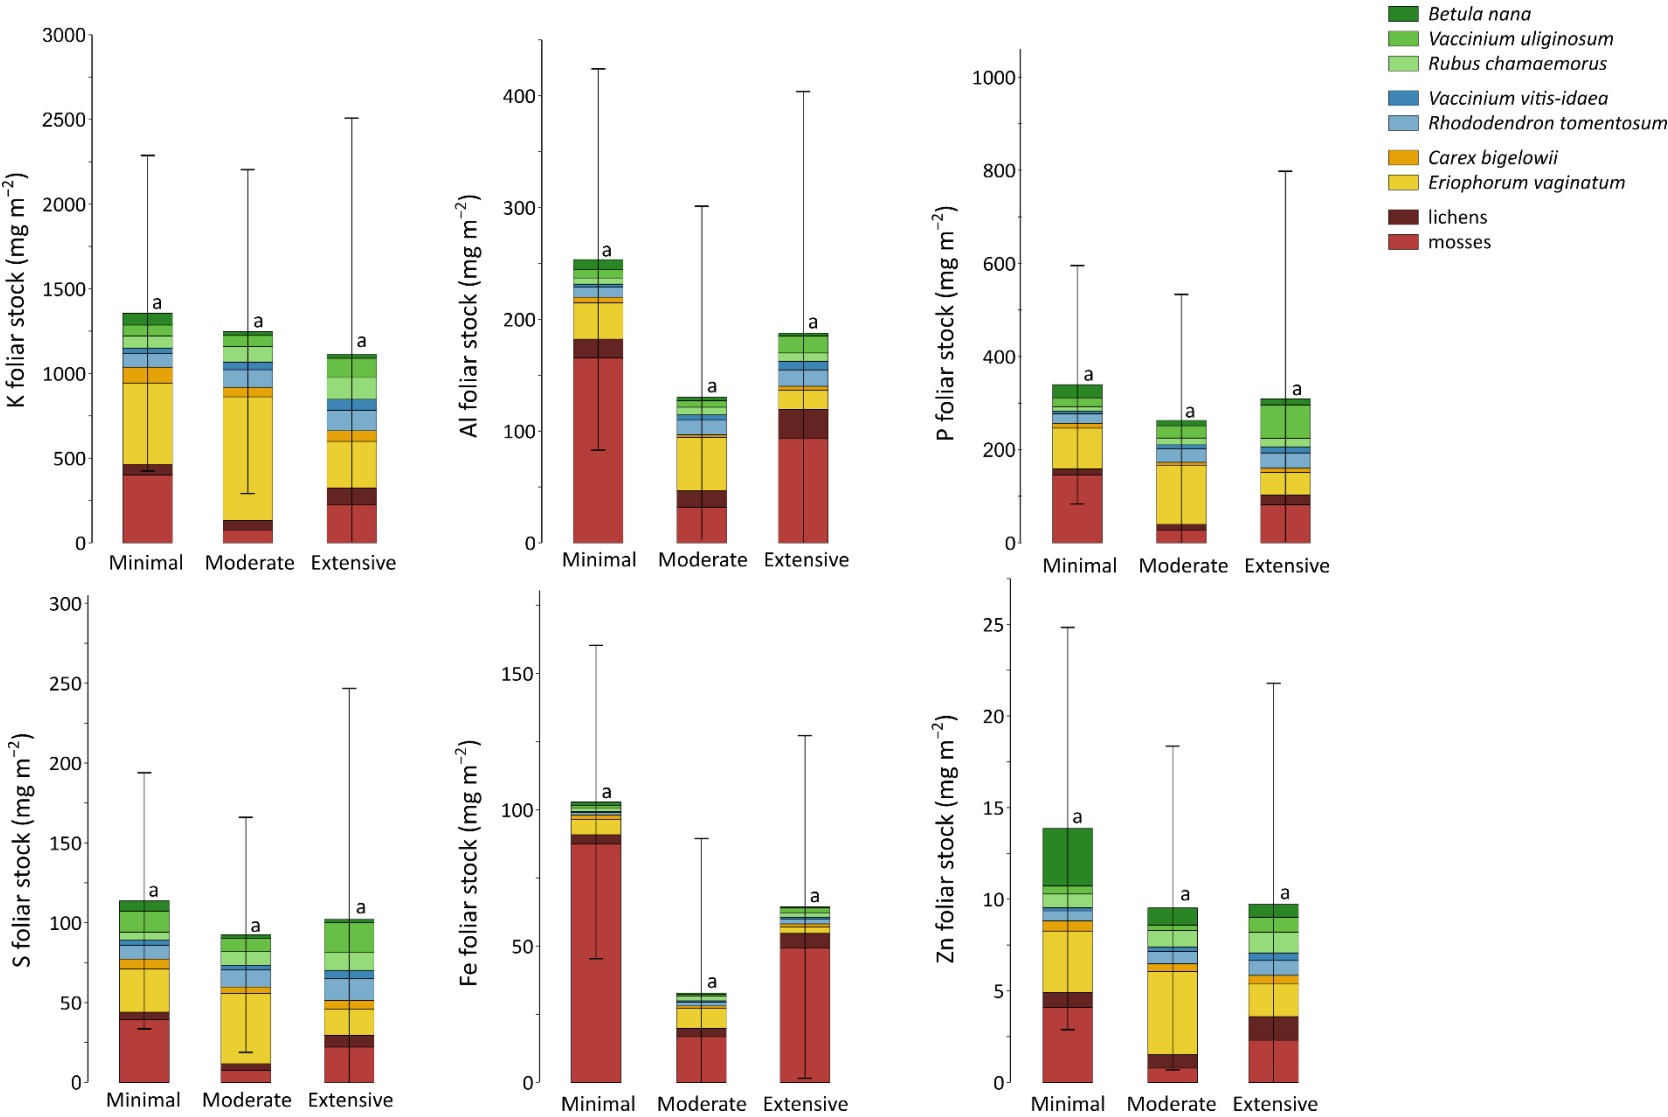 K foliar stock (mg m⁻²)
3000
2500
2000
1500
1000
500
0
a
a
a
Minimal
Moderate
Extensive
Al foliar stock (mg m⁻²)
400
300
200
100
0
a
a
a
Minimal
Moderate
Extensive
P foliar stock (mg m⁻²)
1000
800
600
400
200
0
a
a
a
Minimal
Moderate
Extensive
Betula nana
Vaccinium uliginosum
Rubus chamaemorus
Vaccinium vitis-idaea
Rhododendron tomentosum
Carex bigelowii
Eriophorum vaginatum
lichens
mosses
S foliar stock (mg m⁻²)
300
250
200
150
100
50
0
a
a
a
Minimal
Moderate
Extensive
Fe foliar stock (mg m⁻²)
150
100
50
0
a
a
a
Minimal
Moderate
Extensive
Zn foliar stock (mg m⁻²)
25
20
15
10
5
0
a
a
a
Minimal
Moderate
Extensive